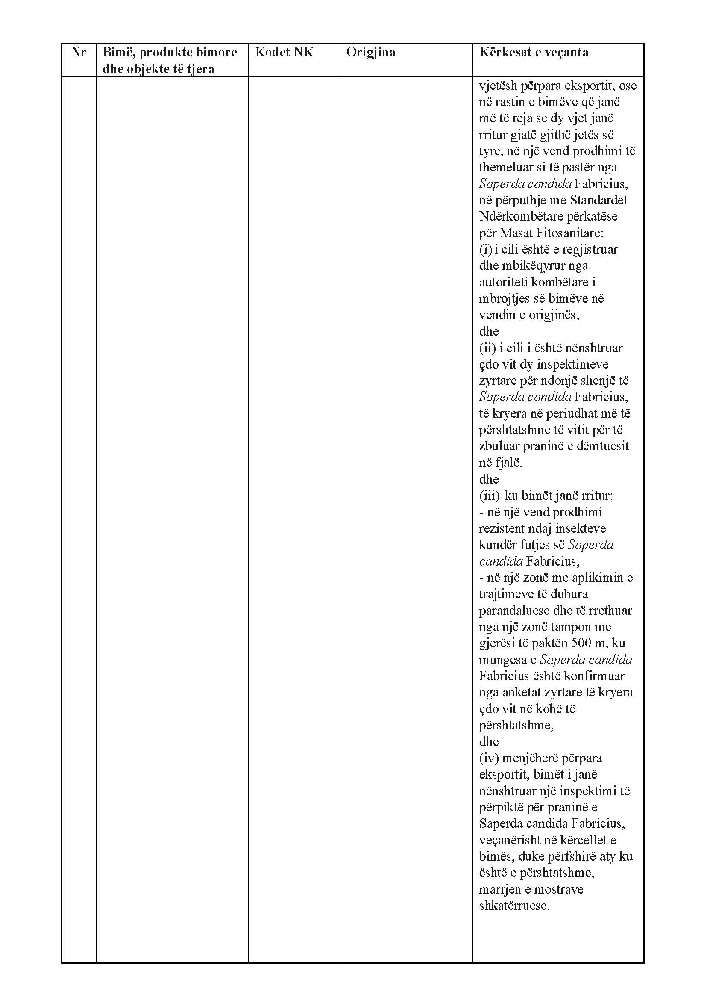 Nr
Bimë, produkte bimore
dhe objekte të tjera
Kodet NK
Origjina
Kërkesat e veçanta
vjetësh përpara eksportit, ose
në rastin e bimëve që janë
më të reja se dy vjet janë
rritur gjatë gjithë jetës së
tyre, në një vend prodhimi të
themeluar si të pastër nga
Saperda candida Fabricius,
në përputhje me Standardet
Ndërkombëtare përkatëse
për Masat Fitosanitare:
(i) i cili është e regjistruar
dhe mbikëqyrur nga
autoriteti kombëtare i
mbrojtjes së bimëve në
vendin e origjinës,
dhe
(ii) i cili i është nënshtruar
çdo vit dy inspektimeve
zyrtare për ndonjë shenjë të
Saperda candida Fabricius,
të kryera në periudhat më të
përshtatshme të vitit për të
zbuluar praninë e dëmtuesit
në fjalë,
dhe
(iii) ku bimët janë rritur:
- në një vend prodhimi
rezistent ndaj insekteve
kundër futjes së Saperda
candida Fabricius,
- në një zonë me aplikimin e
trajtimeve të duhura
parandaluese dhe të rrethuar
nga një zonë tampon me
gjerësi të paktën 500 m, ku
mungesa e Saperda candida
Fabricius është konfirmuar
nga anketat zyrtare të kryera
çdo vit në kohë të
përshtatshme,
dhe
(iv) menjëherë përpara
eksportit, bimët i janë
nënshtruar një inspektimi të
përpiktë për praninë e
Saperda candida Fabricius,
veçanërisht në kërcellet e
bimës, duke përfshirë aty ku
është e përshtatshme,
marrjen e mostrave
shkatërruese.